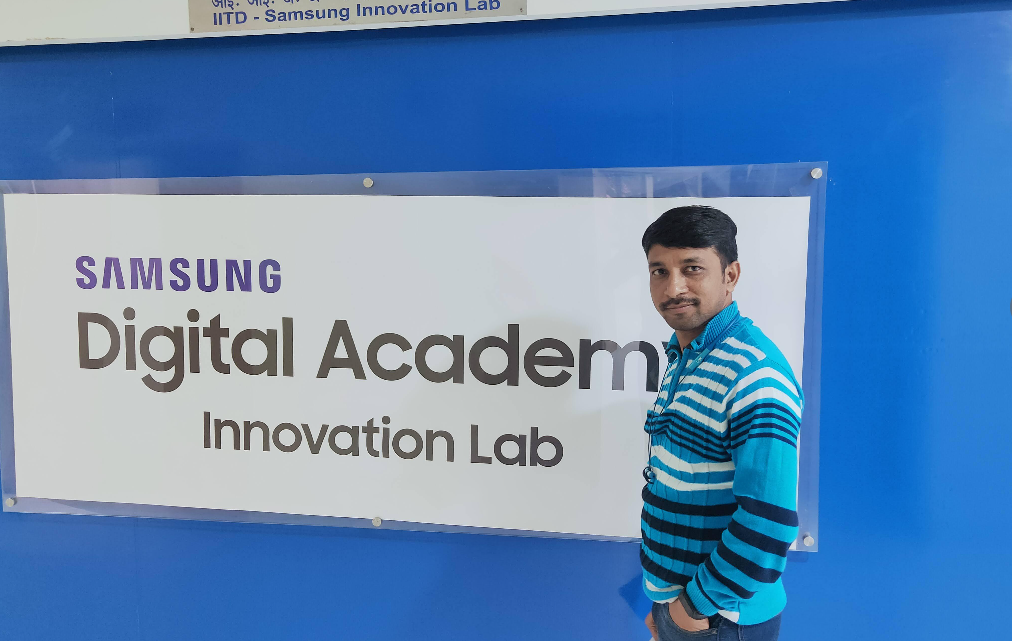 IITD - Samsung Innovation Lab
SAMSUNG
Digital Academ
Innovation Lab